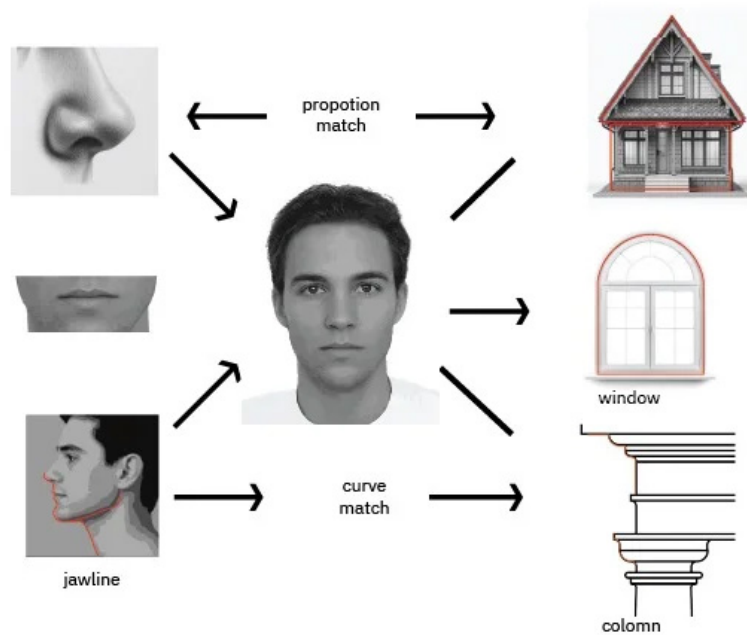 propotion
match
window
curve
match
jawline
colomn